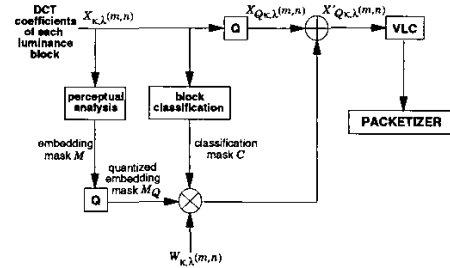 DCT
coefficients
of each
luminance
block
X_{κ,λ}(m,n)
Q
X_{Qκ,λ}(m,n)
X'_{Qκ,λ}(m,n)
VLC
perceptual
analysis
block
classification
PACKETIZER
embedding
mask M
classification
mask C
quantized
embedding
mask M_Q
Q
W_{κ,λ}(m,n)